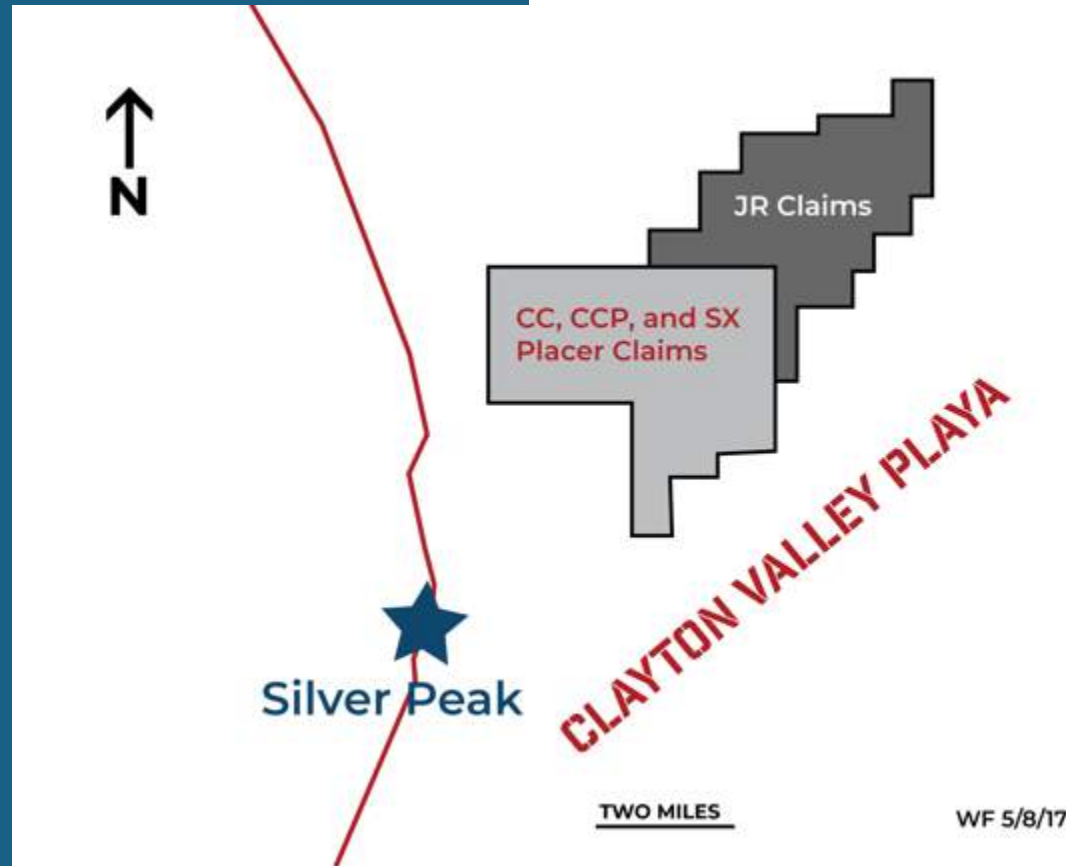 N
JR Claims
CC, CCP, and SX
Placer Claims
CLAYTON VALLEY PLAYA
Silver Peak
TWO MILES
WF 5/8/17